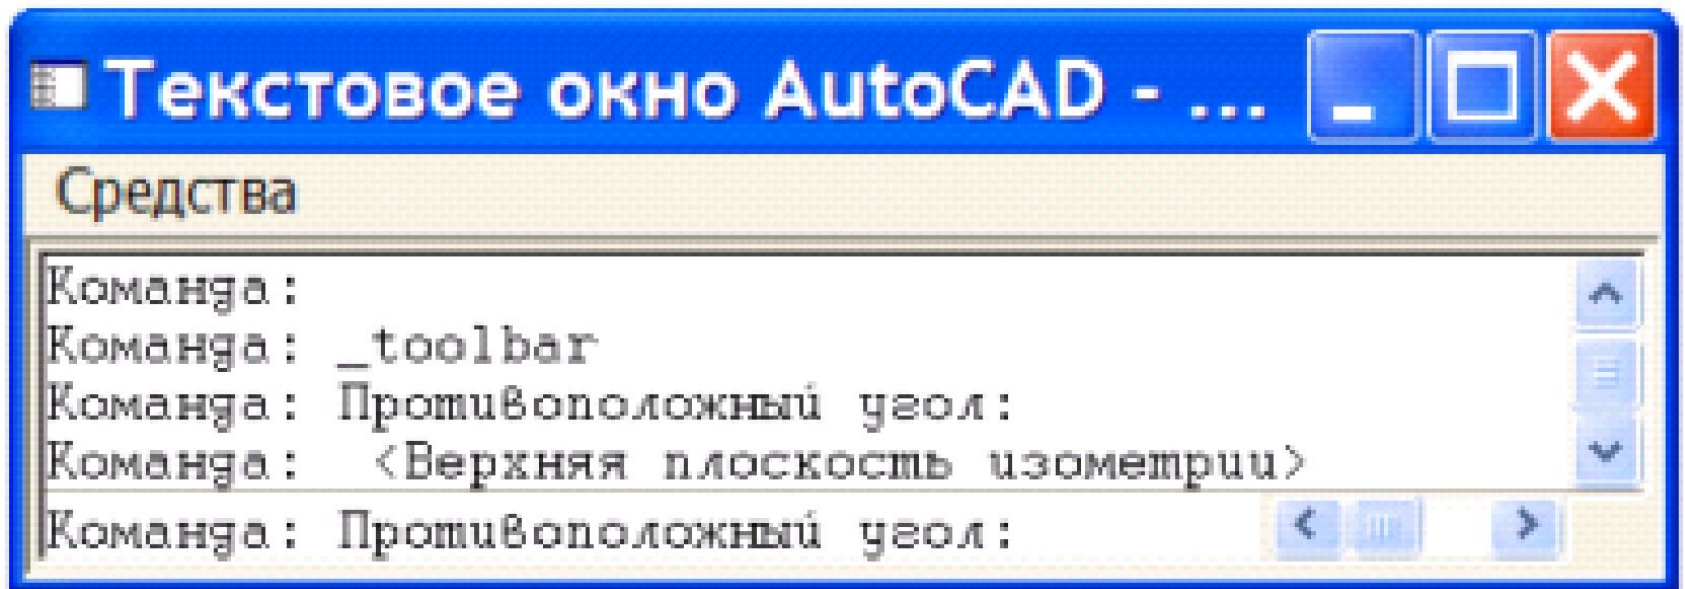 Текстовое окно AutoCAD - ...
Средства
Команда:
Команда: _toolbar
Команда: Противоположный угол:
Команда:  <Верхняя плоскость изометрии>
Команда: Противоположный угол: